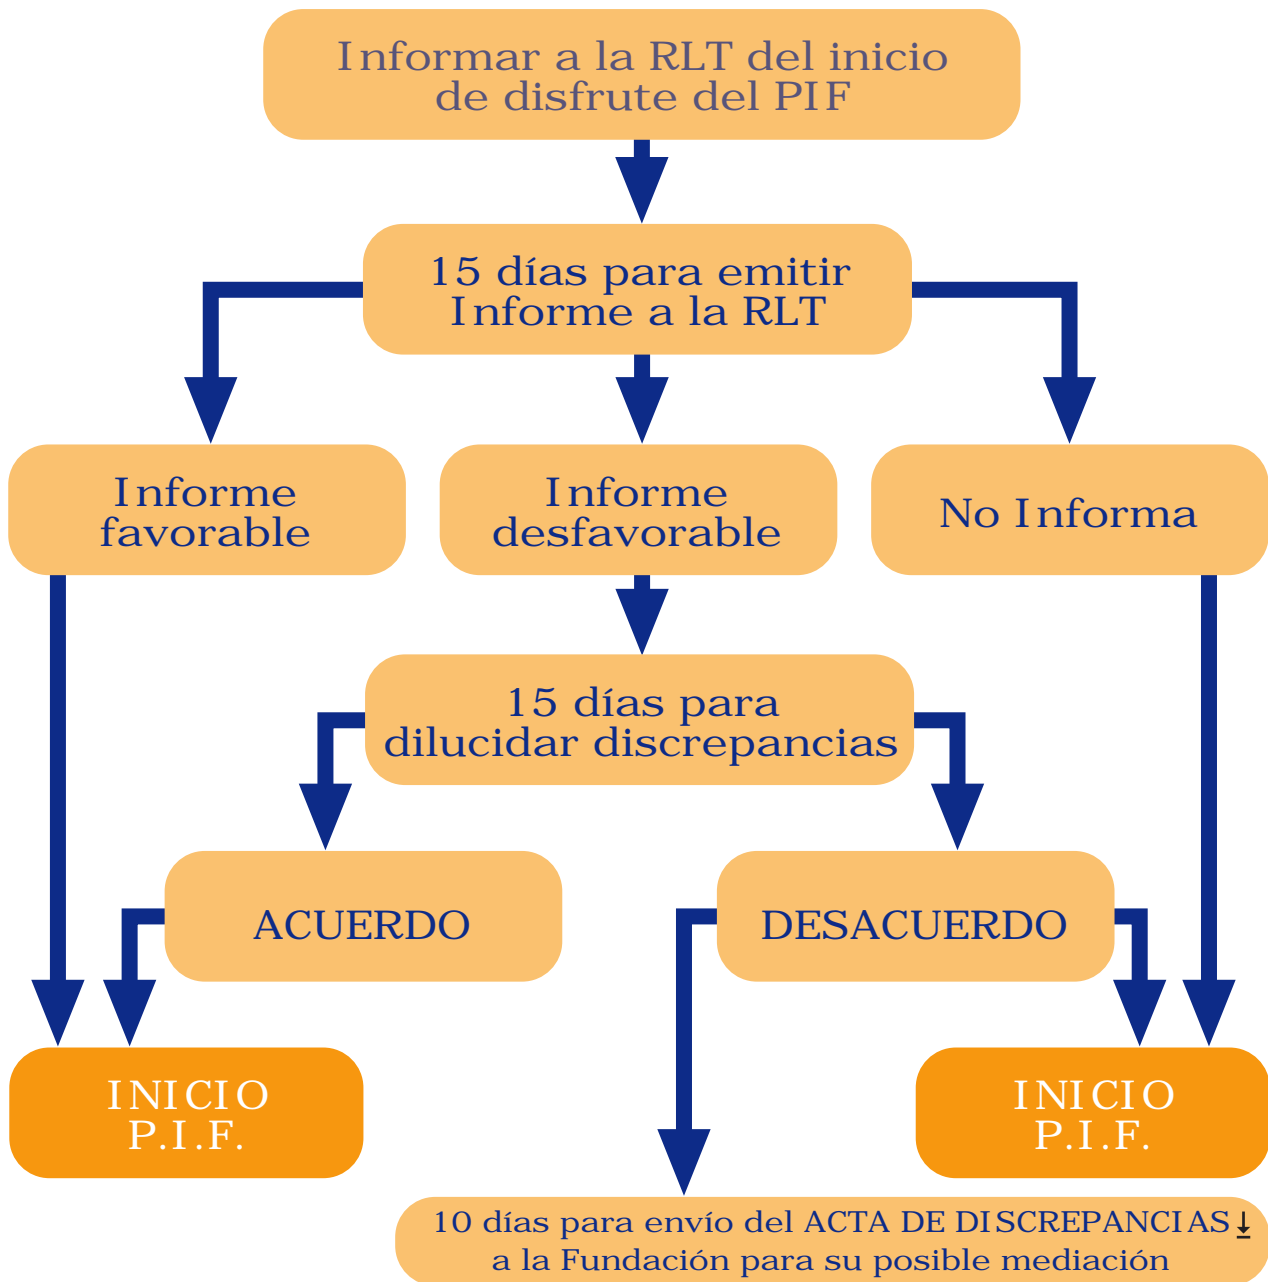 Informar a la RLT del inicio
de disfrute del PIF
15 días para emitir
Informe a la RLT
Informe
favorable
Informe
desfavorable
No Informa
15 días para
dilucidar discrepancias
ACUERDO
DESACUERDO
INICIO
P.I.F.
INICIO
P.I.F.
10 días para envío del ACTA DE DISCREPANCIAS
a la Fundación para su posible mediación